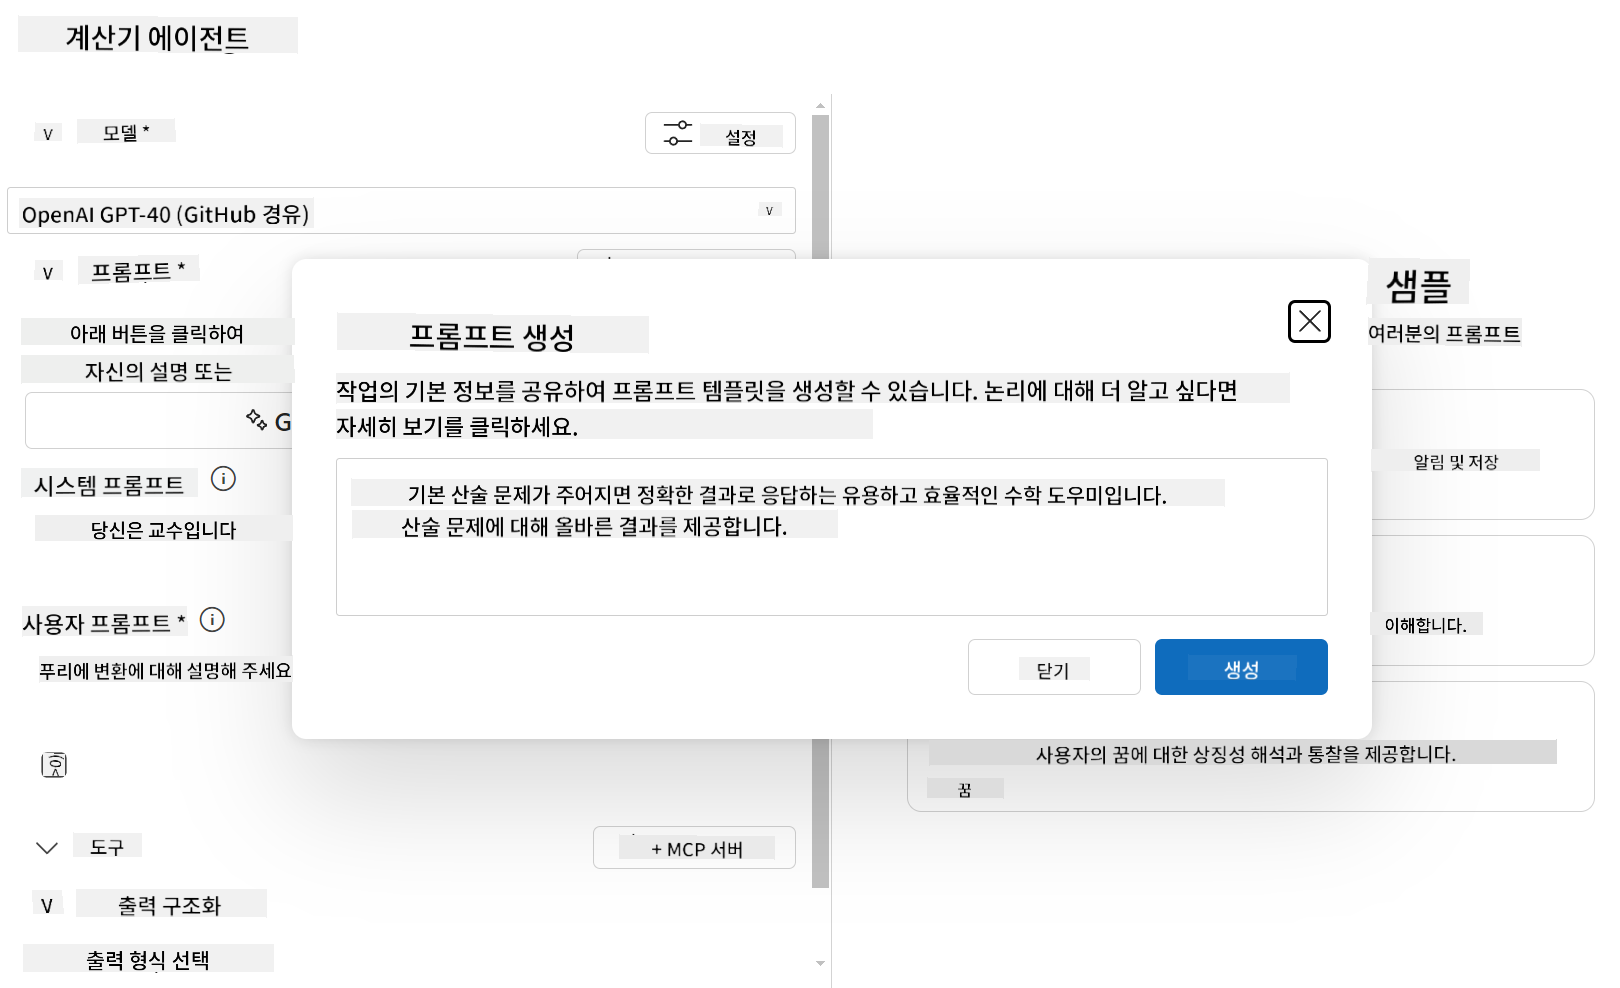 계산기 에이전트
v 모델 *
설정
OpenAI GPT-40 (GitHub 경유)
v
v 프롬프트 *
아래 버튼을 클릭하여
자신의 설명 또는
G
시스템 프롬프트
당신은 교수입니다
사용자 프롬프트 *
푸리에 변환에 대해 설명해 주세요
도구
+ MCP 서버
V 출력 구조화
출력 형식 선택
프롬프트 생성
작업의 기본 정보를 공유하여 프롬프트 템플릿을 생성할 수 있습니다. 논리에 대해 더 알고 싶다면
자세히 보기를 클릭하세요.
기본 산술 문제가 주어지면 정확한 결과로 응답하는 유용하고 효율적인 수학 도우미입니다.
산술 문제에 대해 올바른 결과를 제공합니다.
닫기
생성
샘플
여러분의 프롬프트
알림 및 저장
이해합니다.
사용자의 꿈에 대한 상징성 해석과 통찰을 제공합니다.
꿈